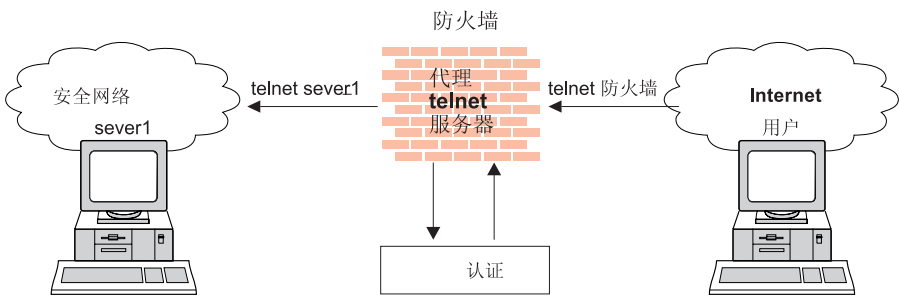 防火墙
安全网络
sever1
telnet sever1
代理
telnet
服务器
telnet 防火墙
Internet
用户
认证